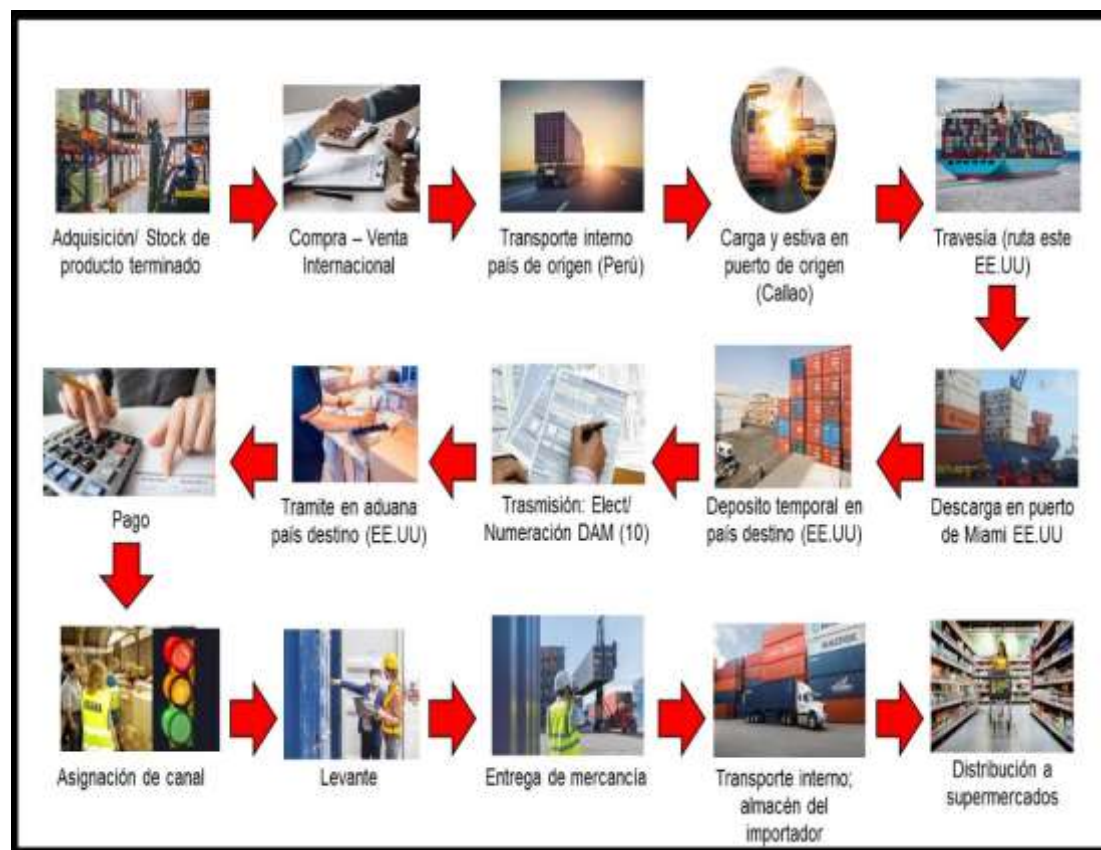 Adquisición/ Stock de
producto terminado
Compra – Venta
Internacional
Transporte interno
país de origen (Perú)
Carga y estiva en
puerto de origen
(Callao)
Travesía (ruta este
EE.UU)
Pago
Tramite en aduana
país destino (EE.UU)
Trasmisión: Elect/
Numeración DAM (10)
Deposito temporal en
país destino (EE.UU)
Descarga en puerto
de Miami EE.UU
Asignación de canal
Levante
Entrega de mercancía
Transporte interno;
almacén del
importador
Distribución a
supermercados